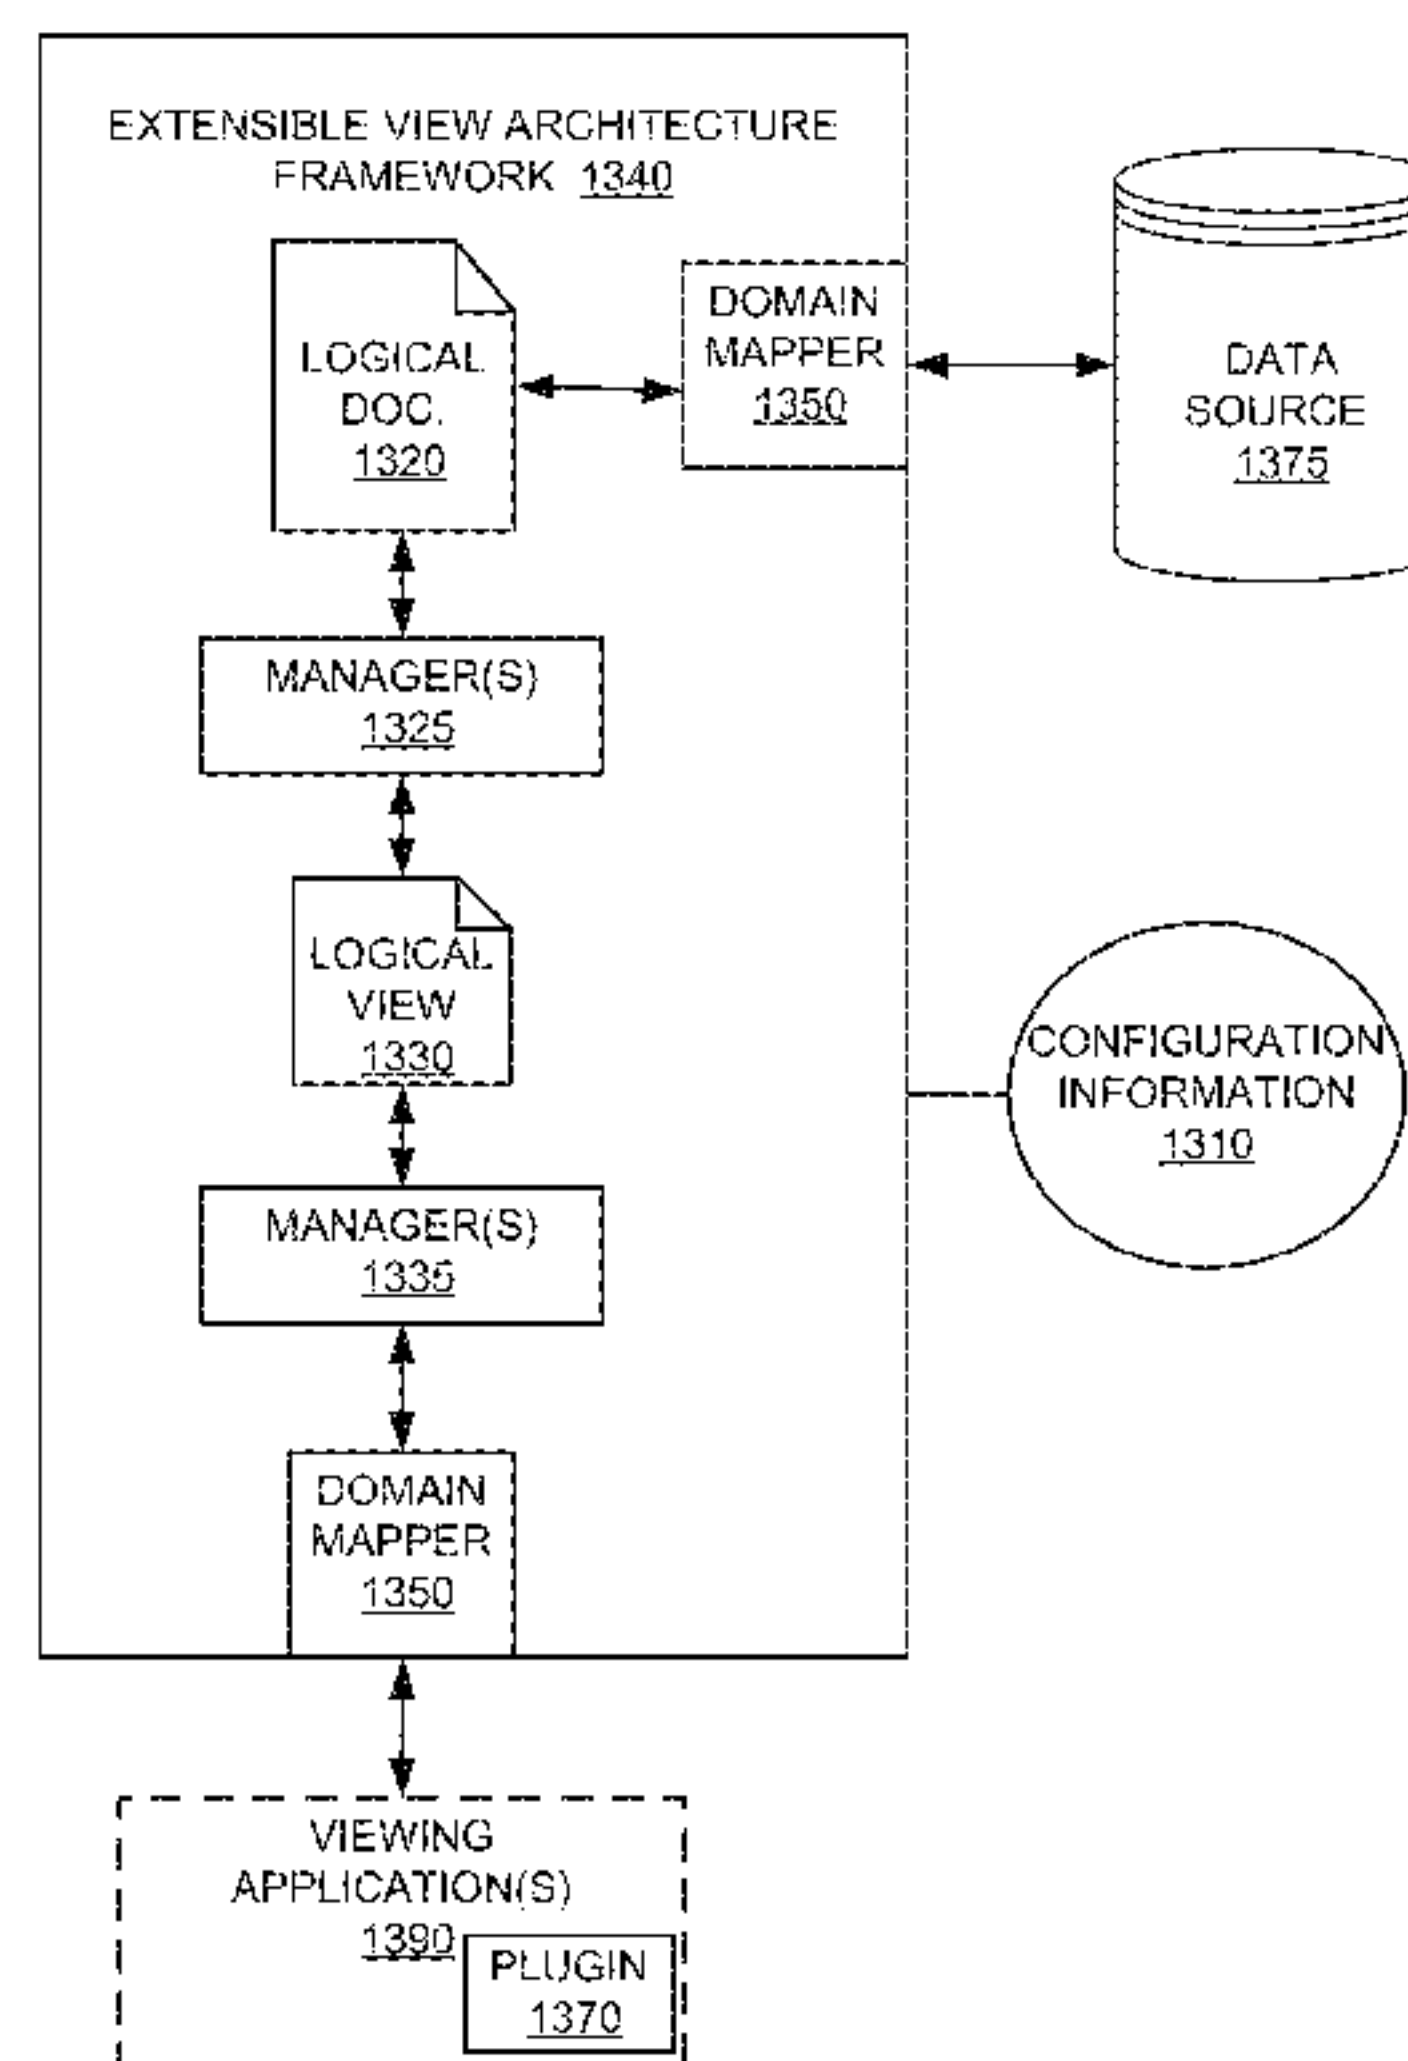 EXTENSIBLE VIEW ARCHITECTURE
FRAMEWORK 1340
LOGICAL
DOC.
1320
DOMAIN
MAPPER
1350
DATA
SOURCE
1375
MANAGER(S)
1325
LOGICAL
VIEW
1330
CONFIGURATION
INFORMATION
1310
MANAGER(S)
1335
DOMAIN
MAPPER
1350
VIEWING
APPLICATION(S)
1390
PLUGIN
1370